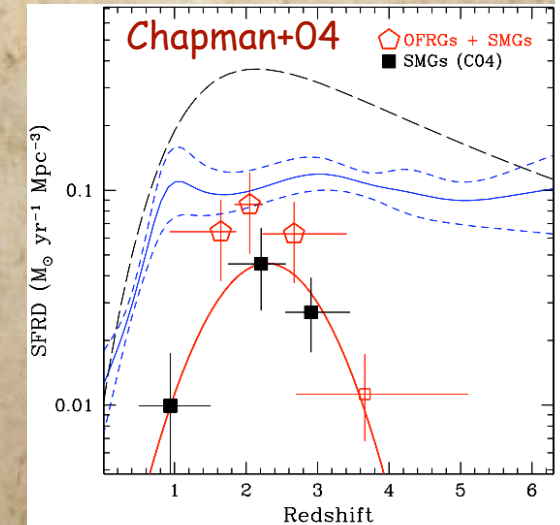 Chapman+04
OFRGs + SMGs
SMGs (C04)
SFRD (M⊙ yr⁻¹ Mpc⁻³)
0.1
0.01
1 2 3 4 5 6
Redshift